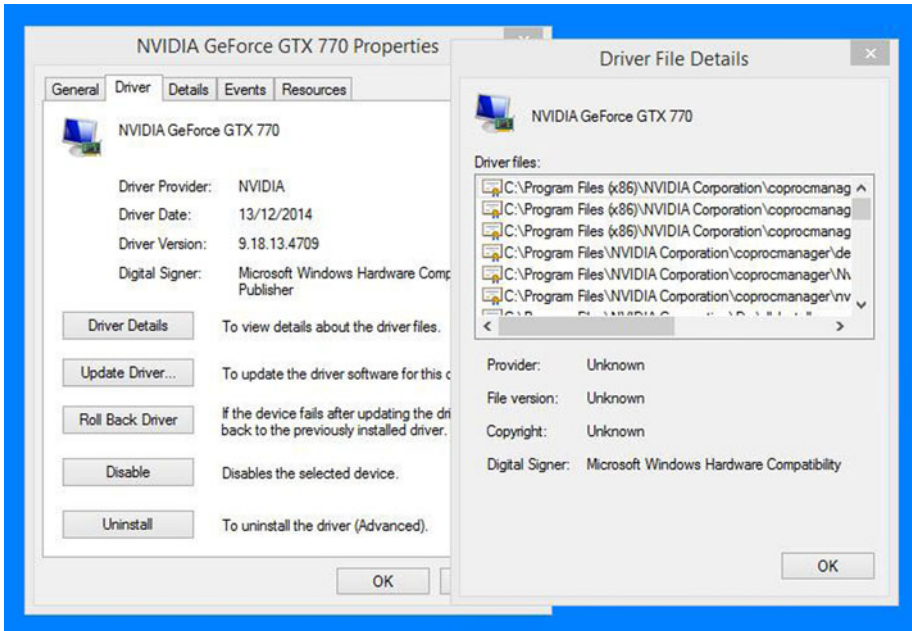 NVIDIA GeForce GTX 770 Properties
General Driver Details Events Resources
NVIDIA GeForce GTX 770
Driver Provider: NVIDIA
Driver Date: 13/12/2014
Driver Version: 9.18.13.4709
Digital Signer: Microsoft Windows Hardware Comp
Publisher
Driver Details To view details about the driver files.
Update Driver... To update the driver software for this
Roll Back Driver If the device fails after updating the dri
back to the previously installed driver.
Disable Disables the selected device.
Uninstall To uninstall the driver (Advanced).
OK
Driver File Details
NVIDIA GeForce GTX 770
Driver files:
C:\Program Files (x86)\NVIDIA Corporation\coprocmanag
C:\Program Files (x86)\NVIDIA Corporation\coprocmanag
C:\Program Files (x86)\NVIDIA Corporation\coprocmanag
C:\Program Files\NVIDIA Corporation\coprocmanager\de
C:\Program Files\NVIDIA Corporation\coprocmanager\Nv
C:\Program Files\NVIDIA Corporation\coprocmanager\nv
Provider: Unknown
File version: Unknown
Copyright: Unknown
Digital Signer: Microsoft Windows Hardware Compatibility
OK